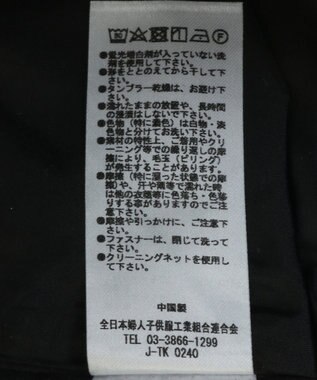 ●蛍光増白剤が入っていない洗
剤を使用して下さい。
●形をととのえてから干して下
さい。
●タンブラー乾燥は、お避け下
さい。
●濡れたままの放置や、長時間
の浸漬はしないで下さい。
●色物（特に濃色）は白物・淡
色物と分けてお洗い下さい。
●素材の特性上、ご着用やクリ
ーニング等での繰り返しの摩
擦により、毛玉（ピリング）
が発生することがあります。
●摩擦（特に湿った状態での摩
擦）や、汗や雨等で濡れた時
は他の衣類等に色落ち・色移
りする事がありますのでご注
意下さい。
●摩擦や引っかけに、ご注意下
さい。
●ファスナーは、閉じて洗って
下さい。
●クリーニングネットを使用し
て下さい。
中国製
全日本婦人子供服工業組合連合会
TEL 03-3866-1299
J-TK 0240